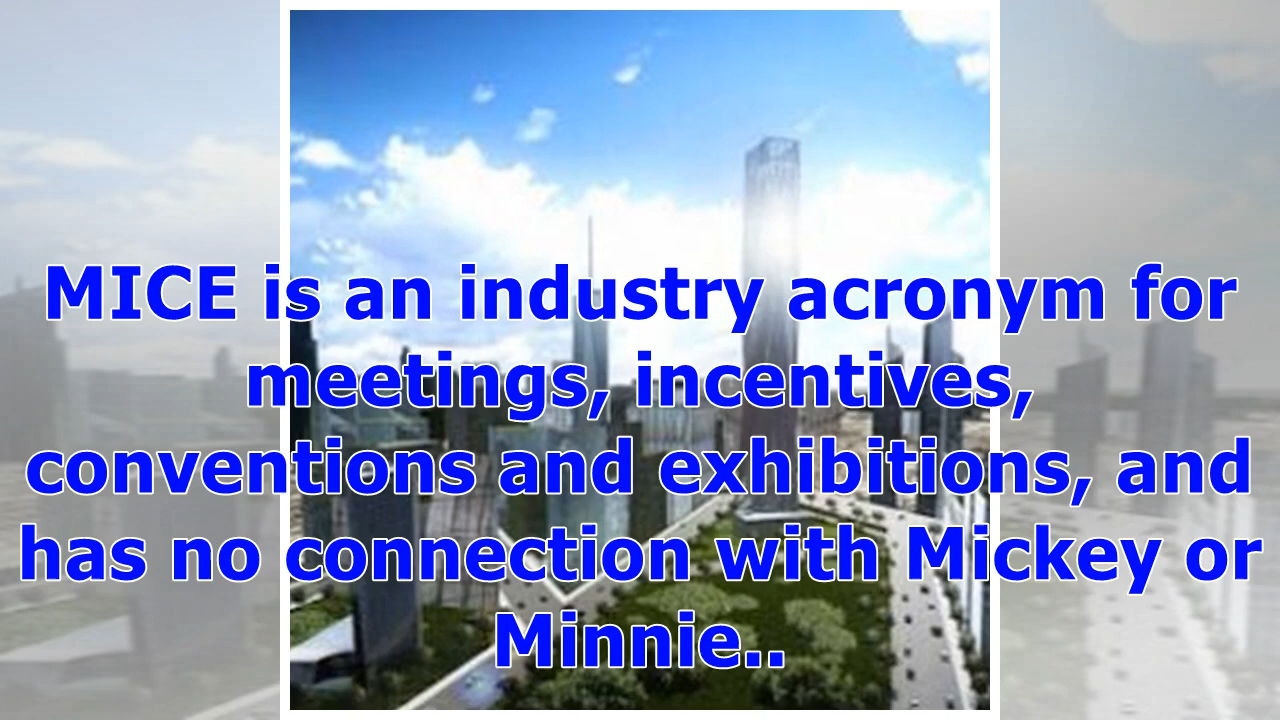 MICE is an industry acronym for
meetings, incentives,
conventions and exhibitions, and
has no connection with Mickey or
Minnie..